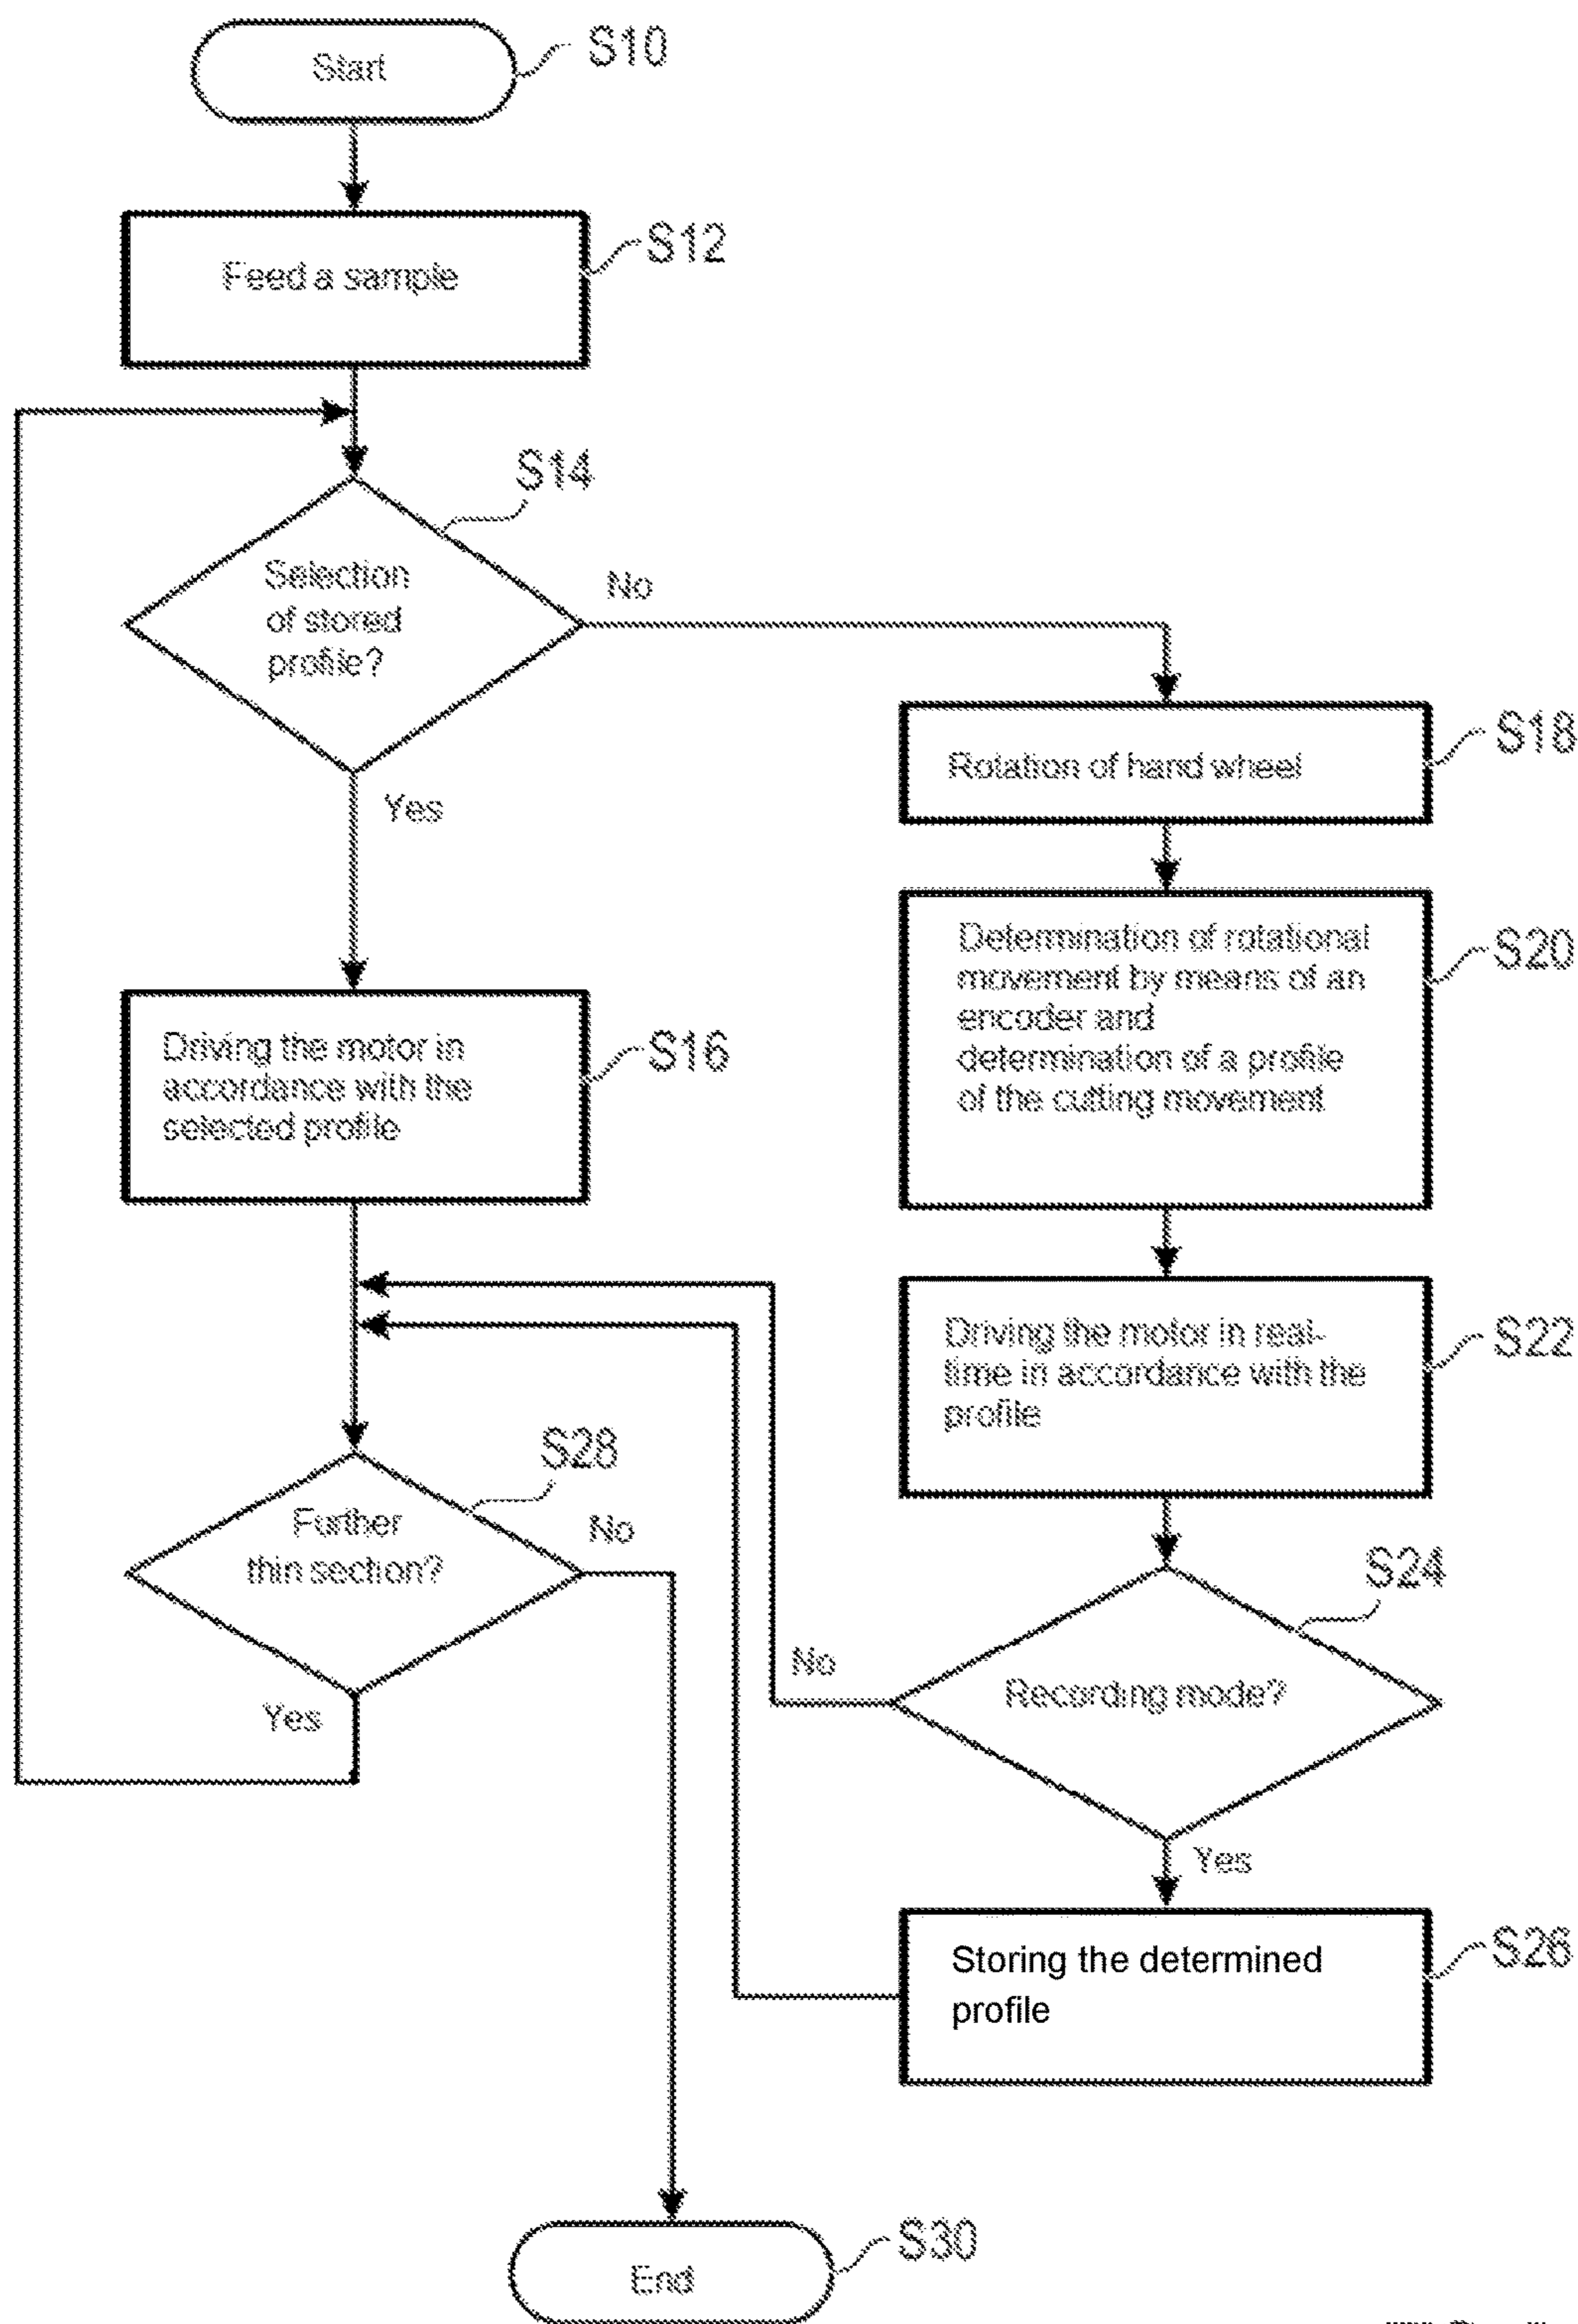 Start
S10
Feed a sample
S12
S14
Selection
of stored
profile?
No
Yes
Rotation of hand wheel
S18
Determination of rotational
movement by means of an
encoder and
determination of a profile
of the cutting movement
S20
Driving the motor in
accordance with the
selected profile
S16
Driving the motor in real-
time in accordance with the
profile
S22
S28
Further
thin section?
No
Yes
S24
Recording mode?
No
Yes
Storing the determined
profile
S26
End
S30